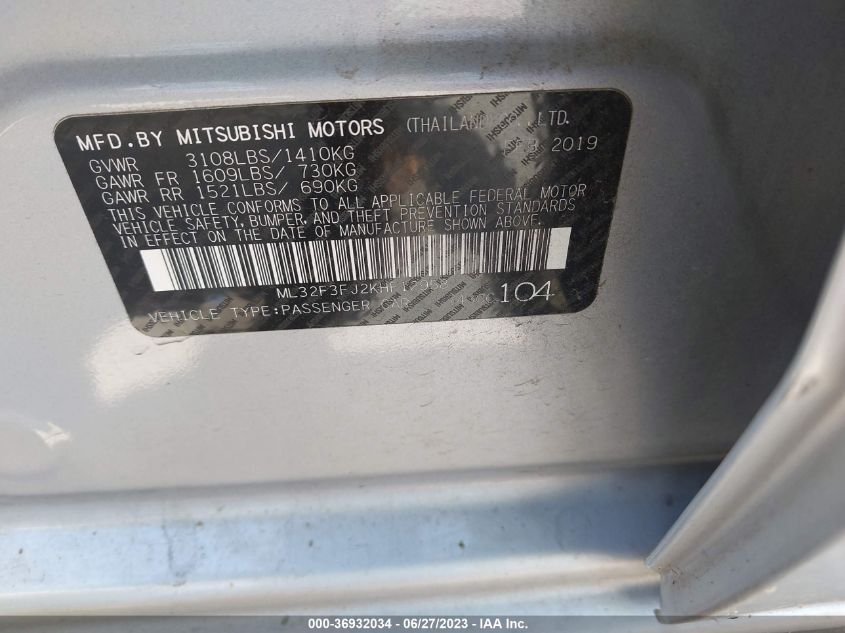 MFD.BY MITSUBISHI MOTORS (THAILAND) LTD.
2019
GVWR 3108LBS/1410KG
GAWR FR 1609LBS/ 730KG
GAWR RR 1521LBS/ 690KG
THIS VEHICLE CONFORMS TO ALL APPLICABLE FEDERAL MOTOR
VEHICLE SAFETY, BUMPER, AND THEFT PREVENTION STANDARDS
IN EFFECT ON THE DATE OF MANUFACTURE SHOWN ABOVE.
VEHICLE TYPE:PASSENGER CAR
104
000-36932034 - 06/27/2023 - IAA Inc.